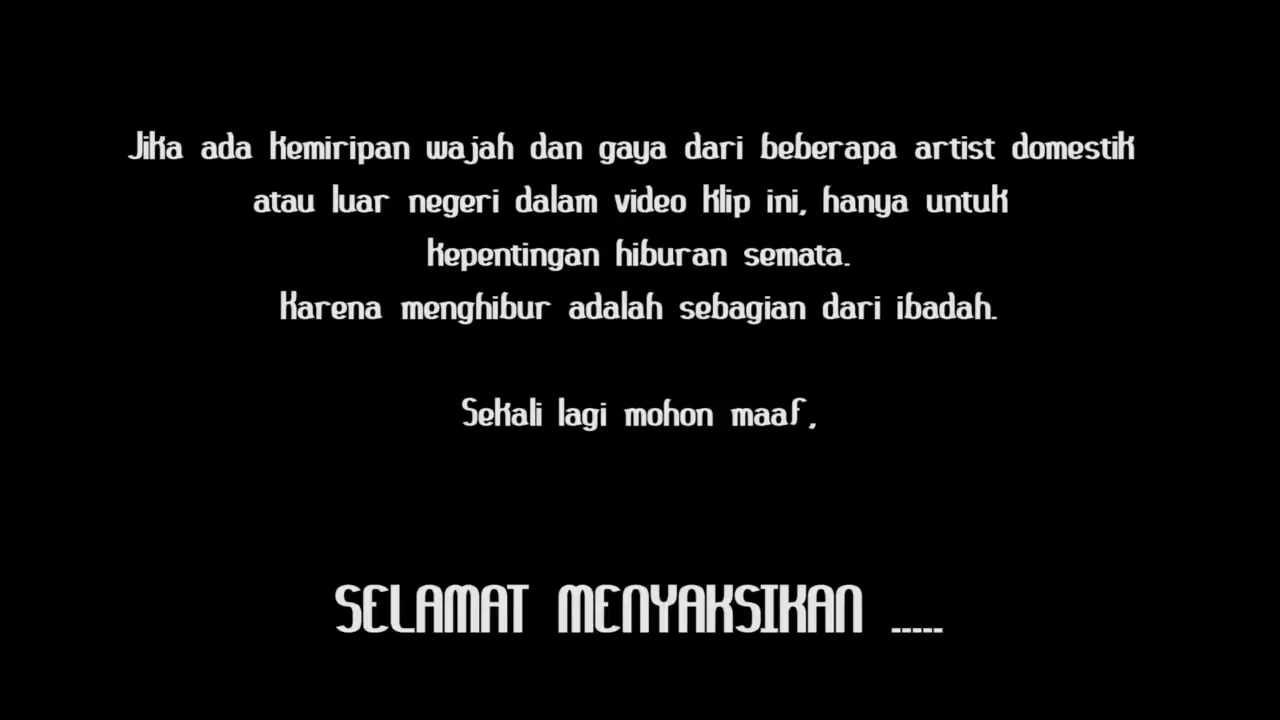 Jika ada kemiripan wajah dan gaya dari beberapa artist domestik
atau luar negeri dalam video klip ini, hanya untuk
kepentingan hiburan semata.
Karena menghibur adalah sebagian dari ibadah.
Sekali lagi mohon maaf,
SELAMAT MENYAKSIKAN .....